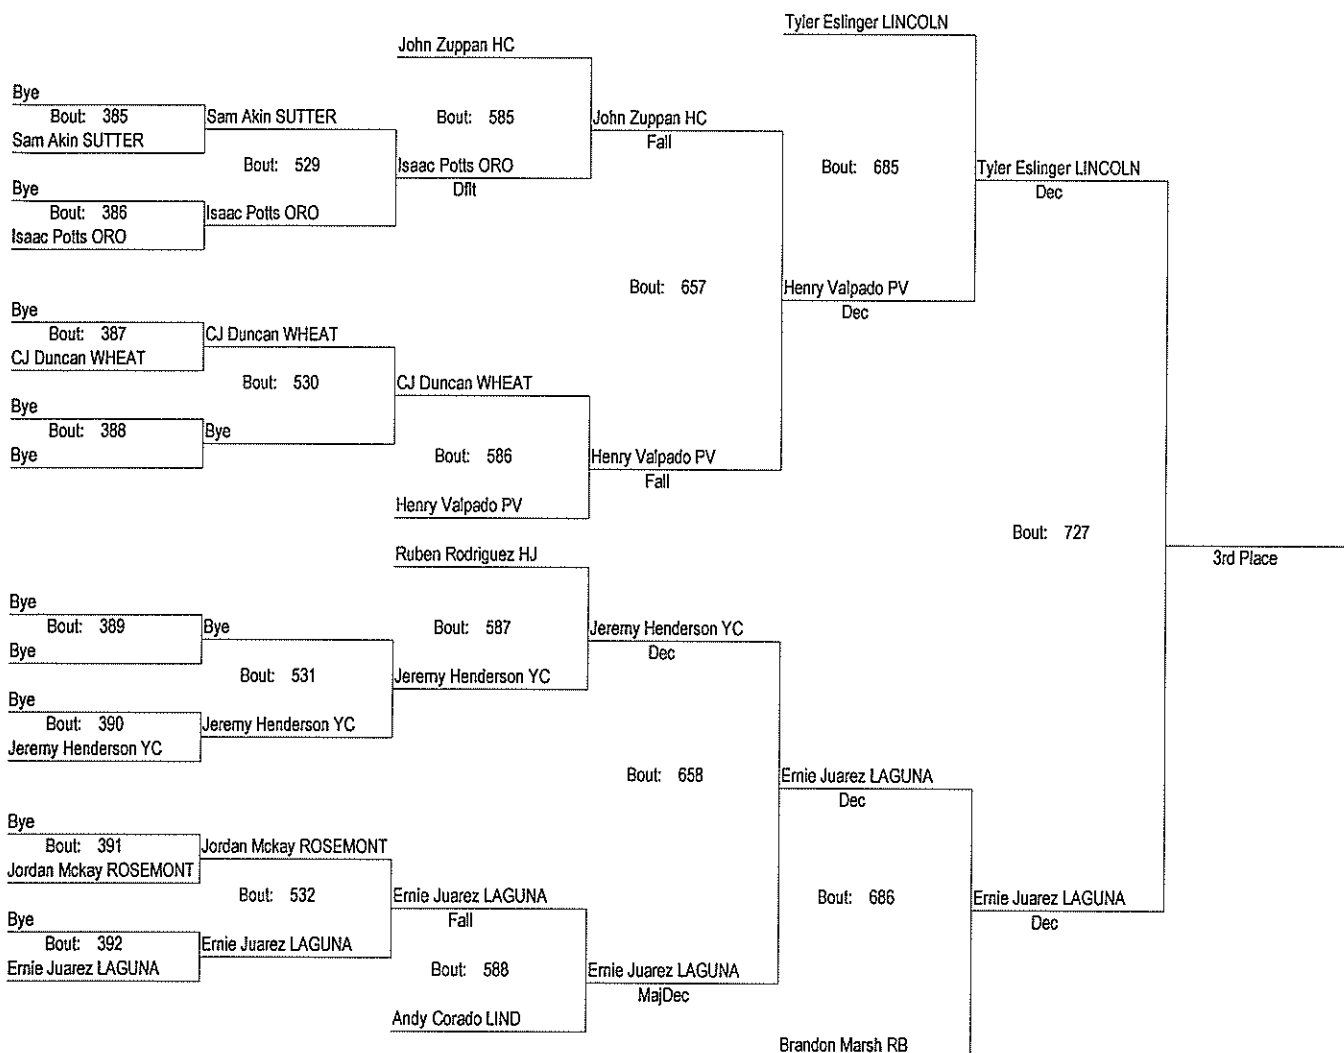 Tyler Eslinger LINCOLN
John Zuppan HC
Bye
Bout: 385
Sam Akin SUTTER
Sam Akin SUTTER
Bout: 529
Bye
Bout: 386
Isaac Potts ORO
Isaac Potts ORO
Bout: 585
Isaac Potts ORO
Dflt
John Zuppan HC
Fall
Bout: 685
Tyler Eslinger LINCOLN
Dec
Bye
Bout: 387
CJ Duncan WHEAT
CJ Duncan WHEAT
Bout: 530
Bye
Bout: 388
Bye
Bye
CJ Duncan WHEAT
Bout: 586
Henry Valpado PV
Henry Valpado PV
Fall
Bout: 657
Henry Valpado PV
Dec
Bout: 727
3rd Place
Ruben Rodriguez HJ
Bye
Bout: 389
Bye
Bye
Bout: 531
Bye
Bout: 390
Jeremy Henderson YC
Jeremy Henderson YC
Bout: 587
Jeremy Henderson YC
Jeremy Henderson YC
Dec
Bout: 658
Ernie Juarez LAGUNA
Dec
Bye
Bout: 391
Jordan Mckay ROSEMONT
Jordan Mckay ROSEMONT
Bout: 532
Bye
Bout: 392
Ernie Juarez LAGUNA
Ernie Juarez LAGUNA
Ernie Juarez LAGUNA
Fall
Bout: 588
Andy Corado LIND
Ernie Juarez LAGUNA
MajDec
Bout: 686
Ernie Juarez LAGUNA
Dec
Brandon Marsh RB